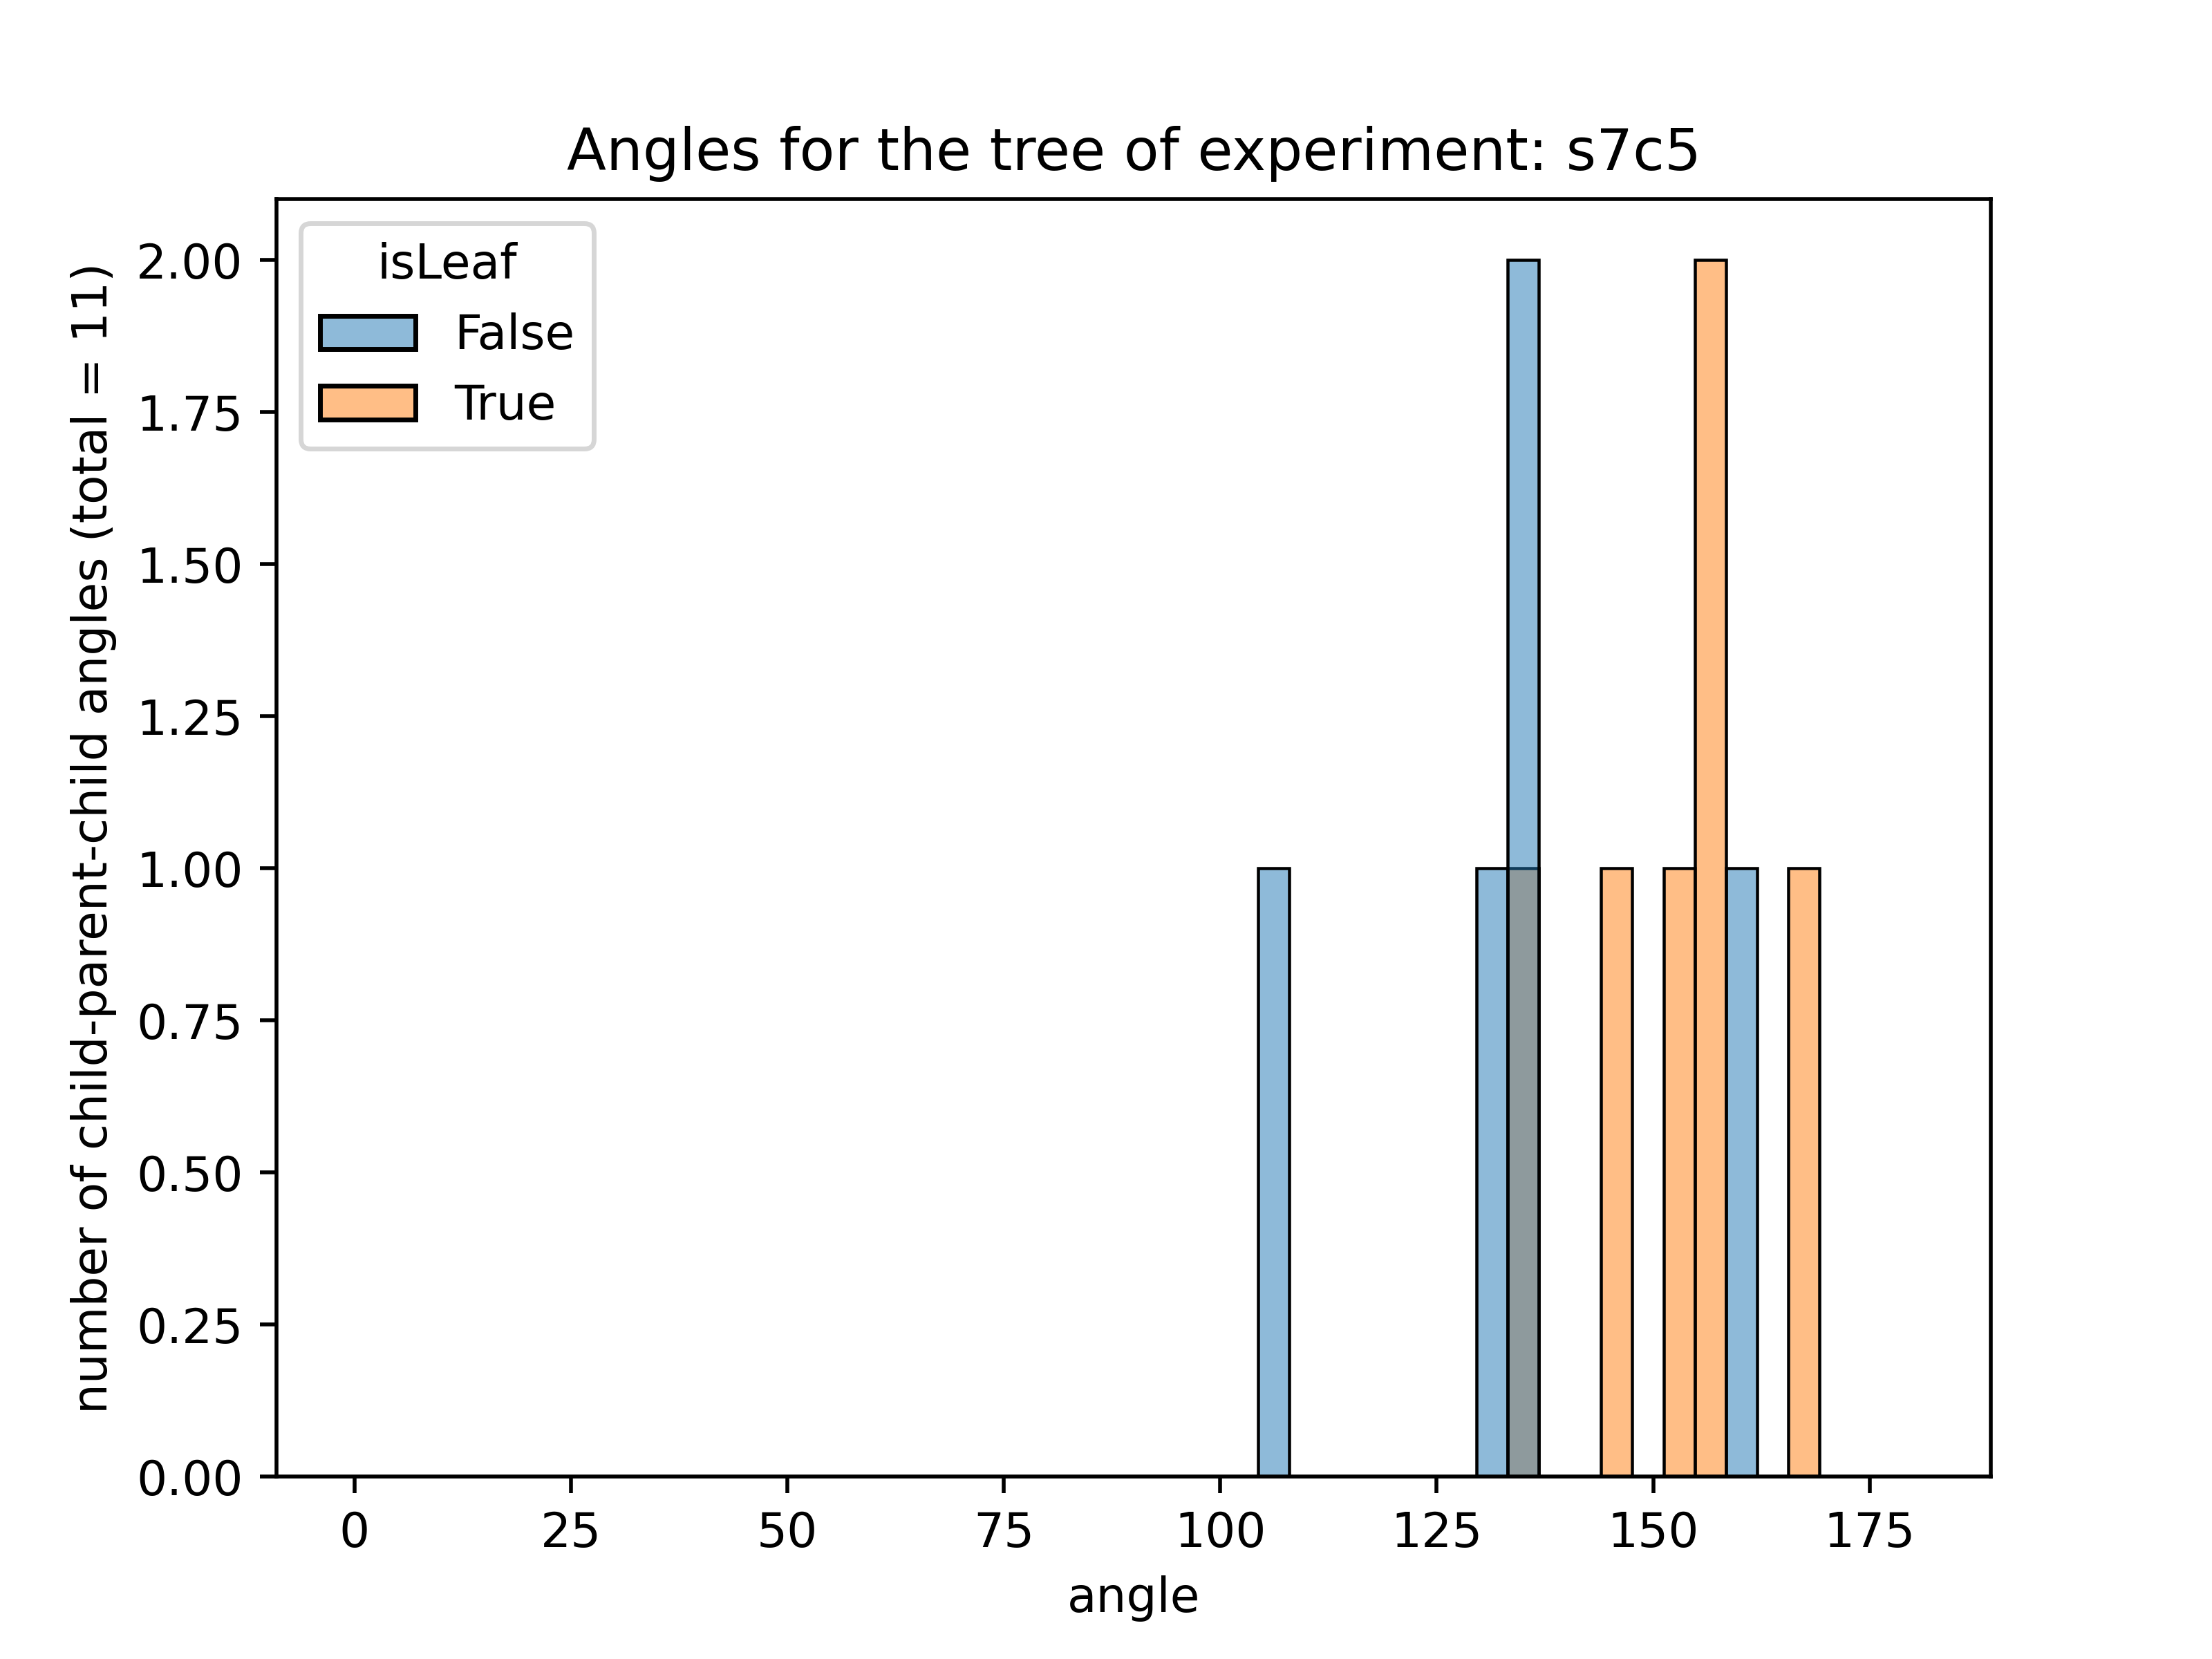 Angles for the tree of experiment: s7c5
isLeaf
False
True
number of child-parent-child angles (total = 11)
2.00
1.75
1.50
1.25
1.00
0.75
0.50
0.25
0.00
0 25 50 75 100 125 150 175
angle